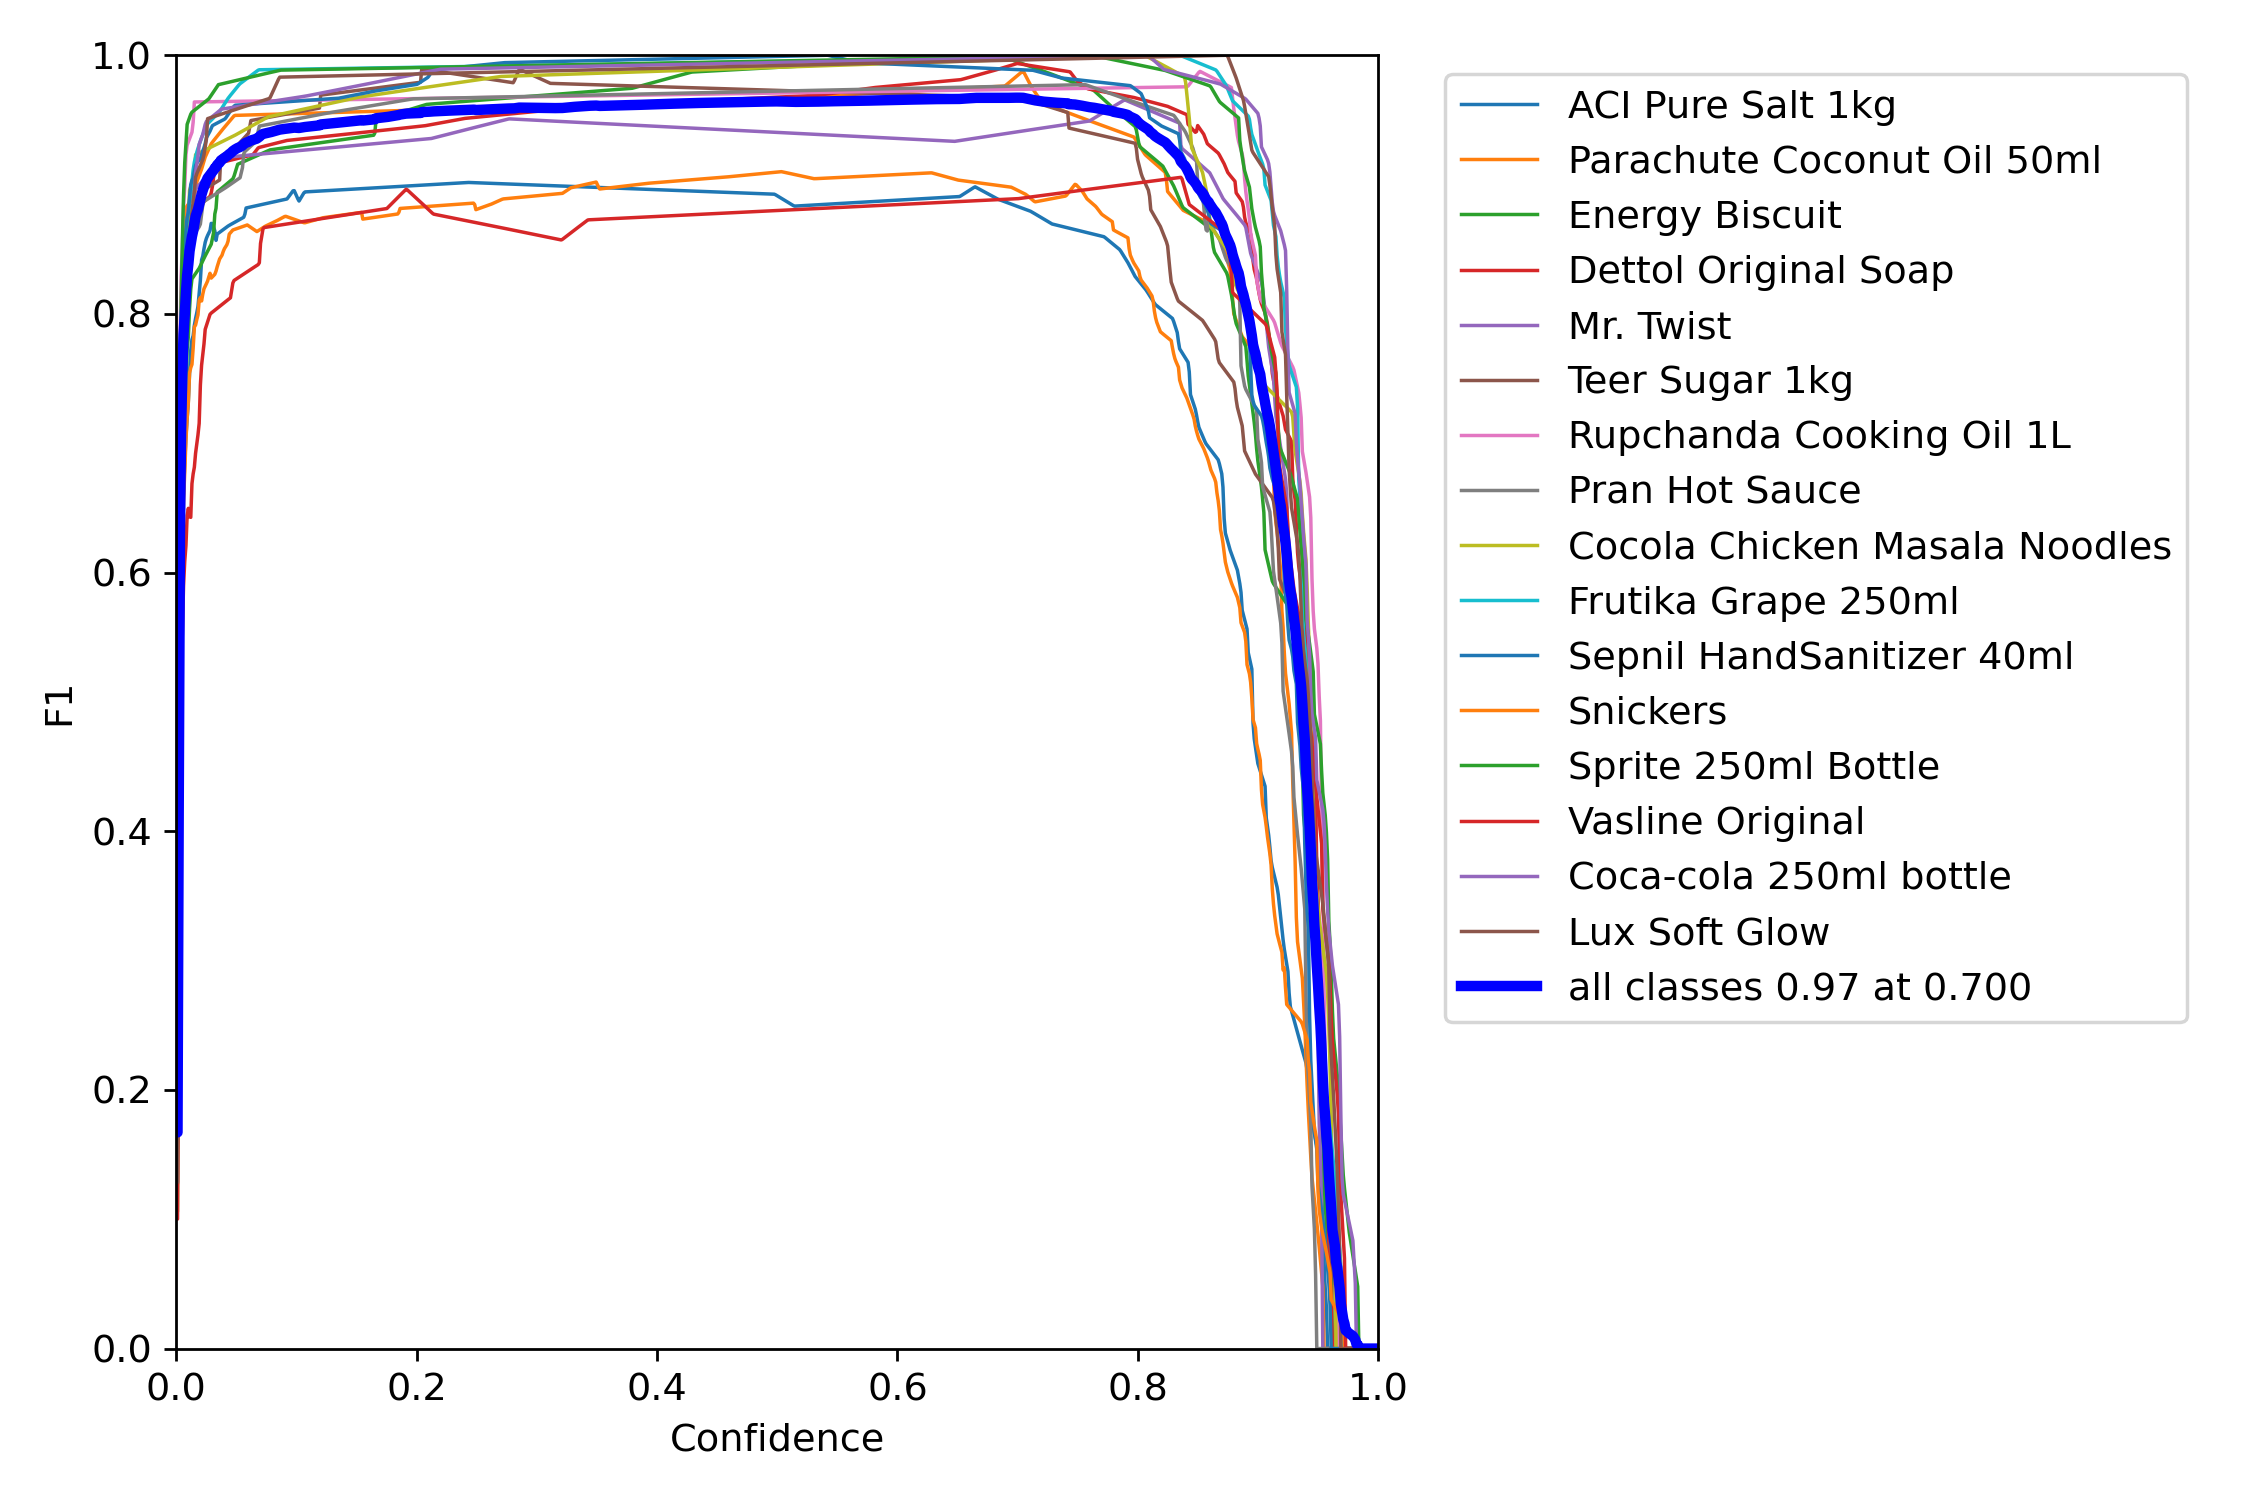 1.0
0.8
0.6
0.4
0.2
0.0
F1
0.0 0.2 0.4 0.6 0.8 1.0
Confidence
ACI Pure Salt 1kg
Parachute Coconut Oil 50ml
Energy Biscuit
Dettol Original Soap
Mr. Twist
Teer Sugar 1kg
Rupchanda Cooking Oil 1L
Pran Hot Sauce
Cocola Chicken Masala Noodles
Frutika Grape 250ml
Sepnil HandSanitizer 40ml
Snickers
Sprite 250ml Bottle
Vasline Original
Coca-cola 250ml bottle
Lux Soft Glow
all classes 0.97 at 0.700